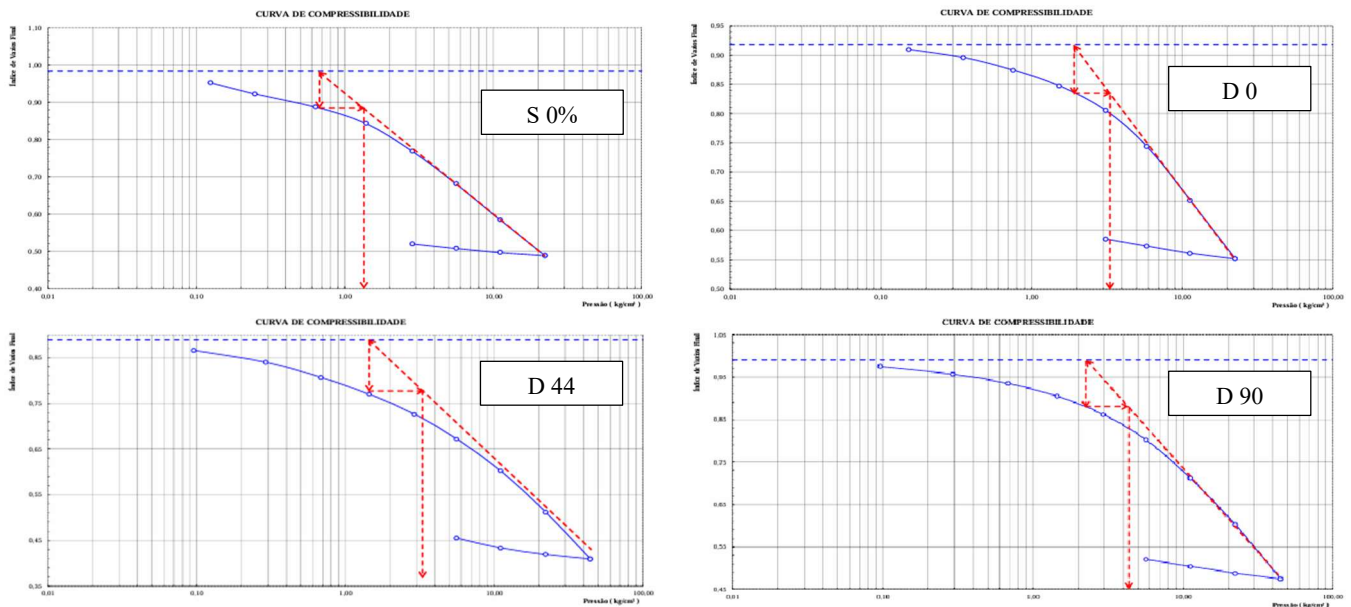 CURVA DE COMPRESSIBILIDADE
Índice de Vazios Final
1,10
1,00
0,90
0,80
0,70
0,60
0,50
0,40
S 0%
0,01 0,10 1,00 10,00 100,00
Pressão ( kg/cm² )
CURVA DE COMPRESSIBILIDADE
Índice de Vazios Final
0,95
0,90
0,85
0,80
0,75
0,70
0,65
0,60
0,55
0,50
D 0
0,01 0,10 1,00 10,00 100,00
Pressão ( kg/cm² )
CURVA DE COMPRESSIBILIDADE
Índice de Vazios Final
0,85
0,75
0,65
0,55
0,45
0,35
D 44
0,01 0,10 1,00 10,00 100,00
Pressão ( kg/cm² )
CURVA DE COMPRESSIBILIDADE
Índice de Vazios Final
1,05
0,95
0,85
0,75
0,65
0,55
0,45
D 90
0,01 0,10 1,00 10,00 100,00
Pressão ( kg/cm² )